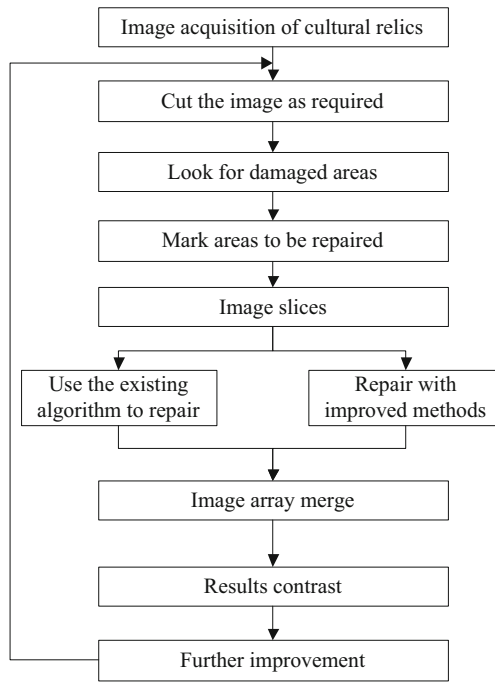 Image acquisition of cultural relics
Cut the image as required
Look for damaged areas
Mark areas to be repaired
Image slices
Use the existing
algorithm to repair
Repair with
improved methods
Image array merge
Results contrast
Further improvement